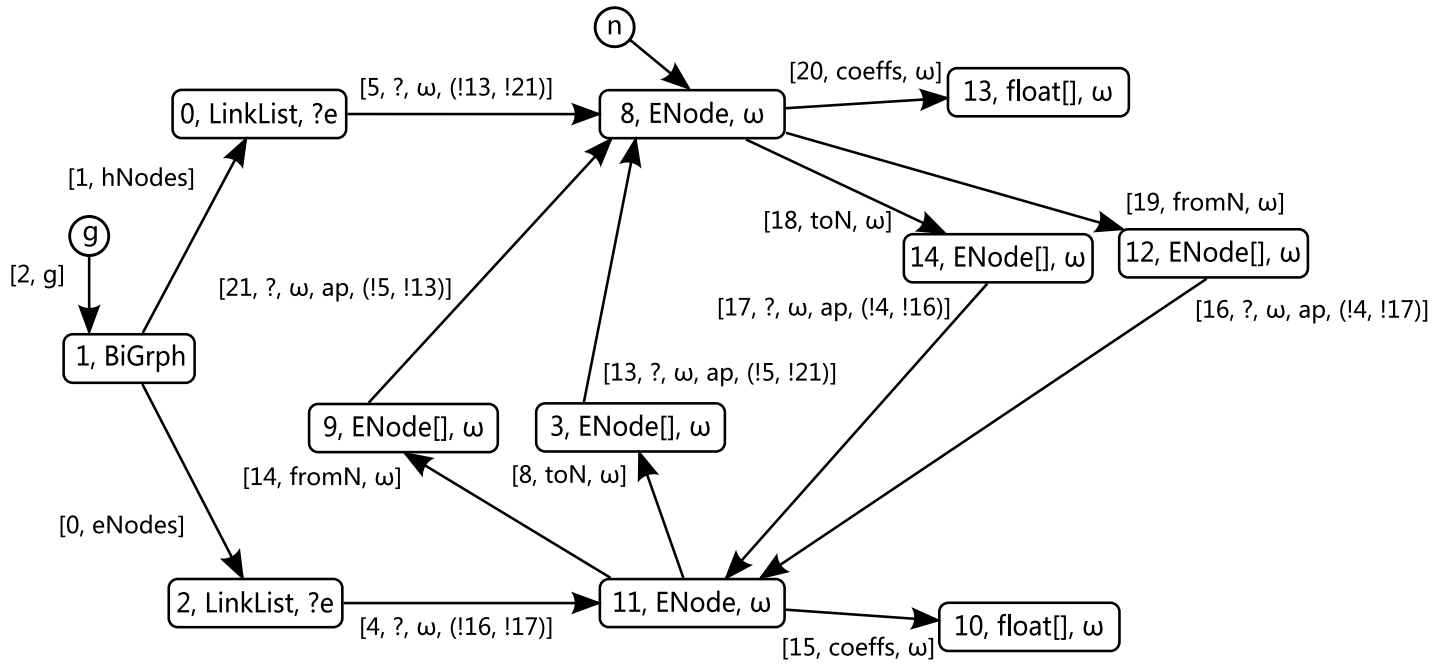 n
[20, coeffs, ω]
13, float[], ω
[5, ?, ω, (!13, !21)]
0, LinkList, ?e
8, ENode, ω
[1, hNodes]
[19, fromN, ω]
[18, toN, ω]
g
12, ENode[], ω
14, ENode[], ω
[2, g]
[21, ?, ω, ap, (!5, !13)]
[17, ?, ω, ap, (!4, !16)]
[16, ?, ω, ap, (!4, !17)]
1, BiGrph
[13, ?, ω, ap, (!5, !21)]
9, ENode[], ω
3, ENode[], ω
[14, fromN, ω]
[8, toN, ω]
[0, eNodes]
2, LinkList, ?e
11, ENode, ω
[4, ?, ω, (!16, !17)]
10, float[], ω
[15, coeffs, ω]